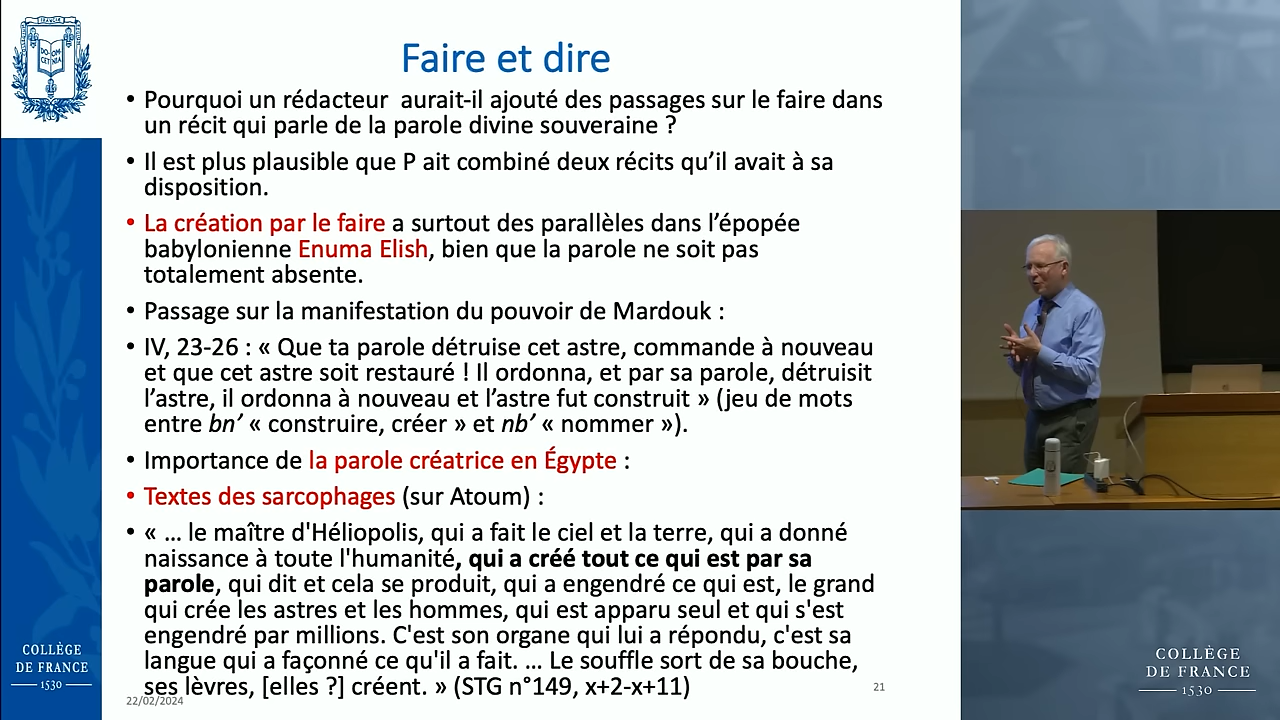 Faire et dire
• Pourquoi un rédacteur aurait-il ajouté des passages sur le faire dans
un récit qui parle de la parole divine souveraine ?
• Il est plus plausible que P ait combiné deux récits qu'il avait à sa
disposition.
• La création par le faire a surtout des parallèles dans l'épopée
babylonienne Enuma Elish, bien que la parole ne soit pas
totalement absente.
• Passage sur la manifestation du pouvoir de Mardouk :
• IV, 23-26 : « Que ta parole détruise cet astre, commande à nouveau
et que cet astre soit restauré ! Il ordonna, et par sa parole, détruisit
l'astre, il ordonna à nouveau et l'astre fut construit » (jeu de mots
entre bn' « construire, créer » et nb' « nommer »).
• Importance de la parole créatrice en Égypte :
• Textes des sarcophages (sur Atoum) :
• « … le maître d'Héliopolis, qui a fait le ciel et la terre, qui a donné
naissance à toute l'humanité, qui a créé tout ce qui est par sa
parole, qui dit et cela se produit, qui a engendré ce qui est, le grand
qui crée les astres et les hommes, qui est apparu seul et qui s'est
engendré par millions. C'est son organe qui lui a répondu, c'est sa
langue qui a façonné ce qu'il a fait. … Le souffle sort de sa bouche,
ses lèvres, [elles ?] créent. » (STG n°149, x+2-x+11)
22/02/2024
21
COLLÈGE
DE FRANCE
1530
COLLÈGE
DE FRANCE
1530